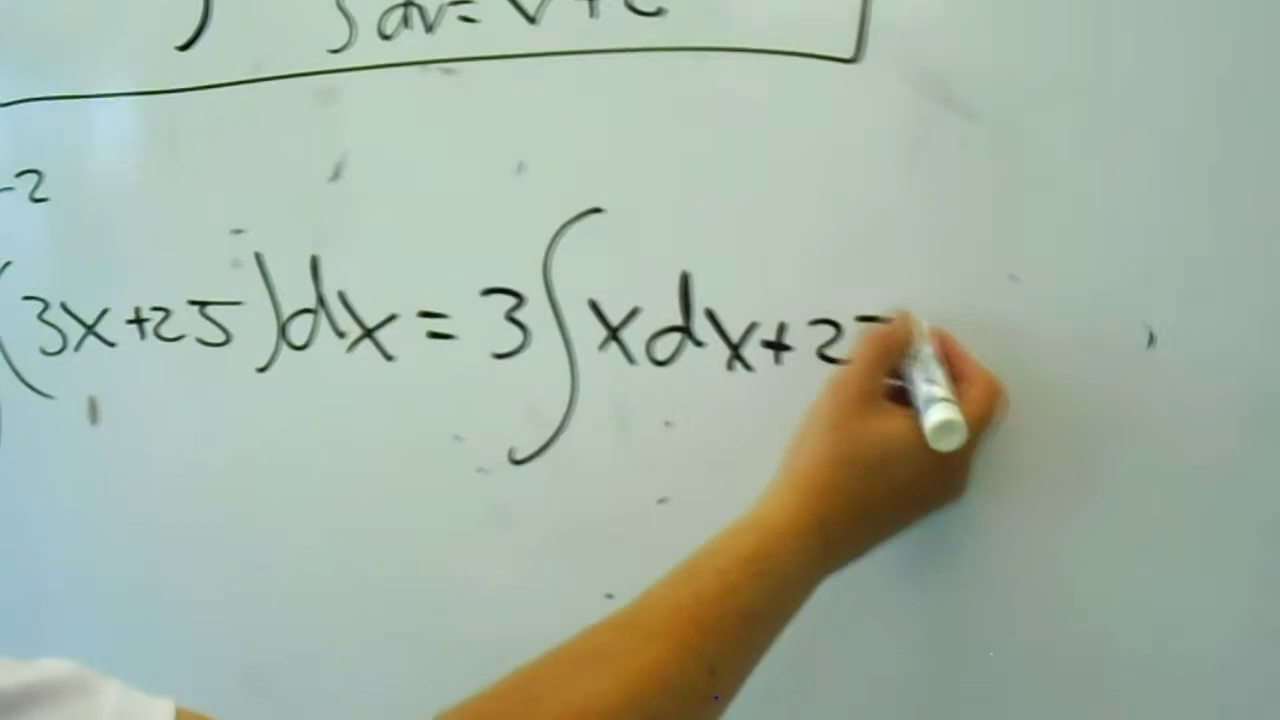 ∫dv= v+c
-2
(3x+25)dx = 3∫xdx+2